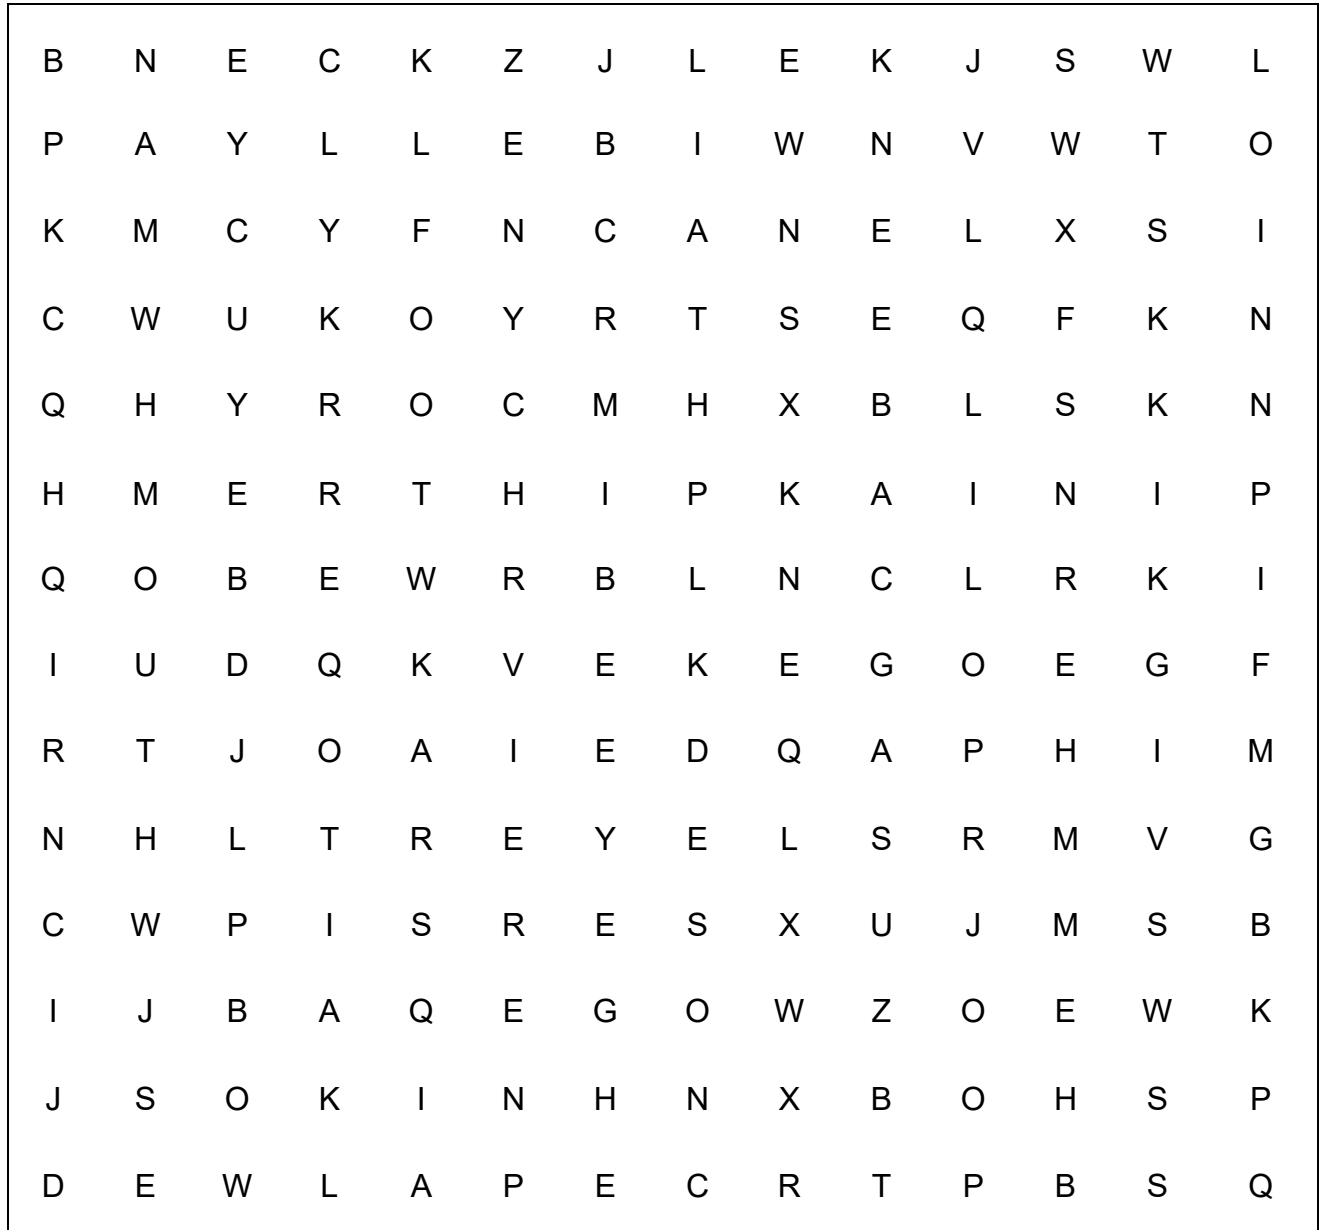 B N E C K Z J L E K J S W L
P A Y L L E B I W N V W T O
K M C Y F N C A N E L X S I
C W U K O Y R T S E Q F K N
Q H Y R O C M H X B L S K N
H M E R T H I P K A I N I P
Q O B E W R B L N C L R K I
I U D Q K V E K E G O E G F
R T J O A I E D Q A P H I M
N H L T R E Y E L S R M V G
C W P I S R E S X U J M S B
I J B A Q E G O W Z O E W K
J S O K I N H N X B O H S P
D E W L A P E C R T P B S Q